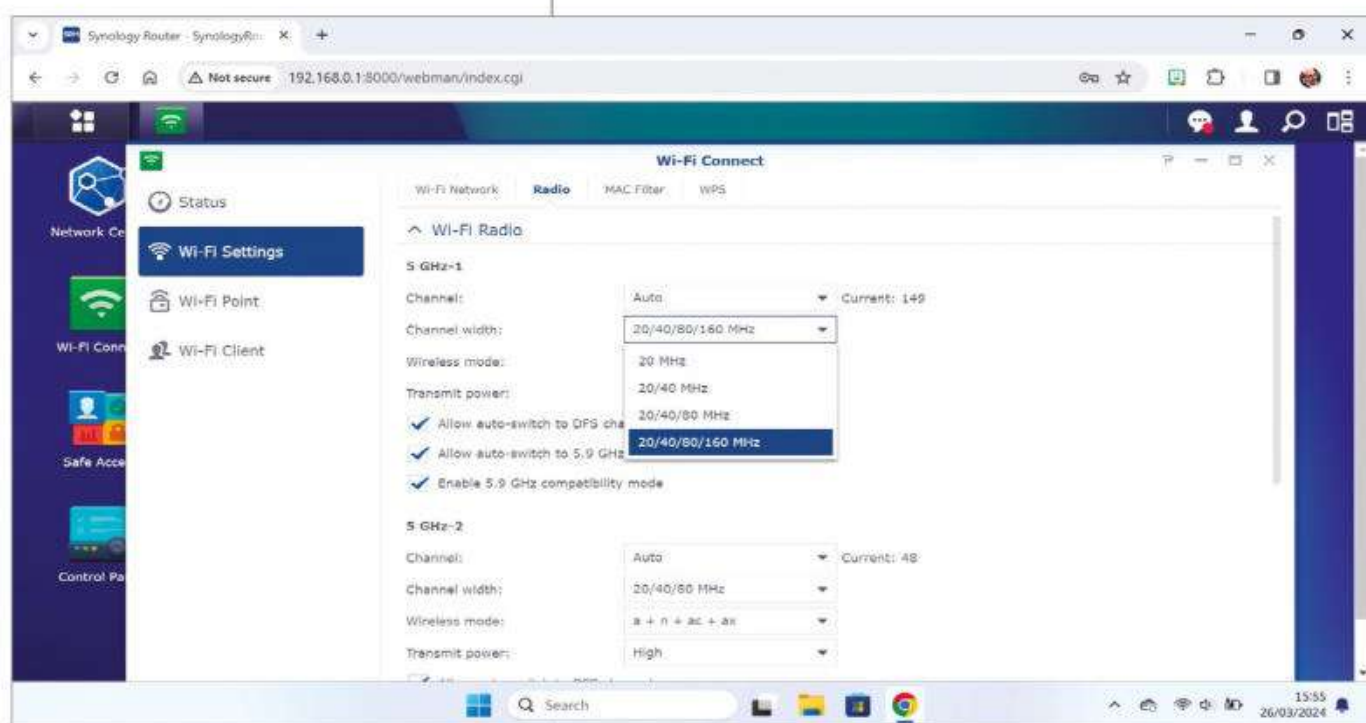 Synology Router - SynologyRo
Not secure 192.168.0.1:8000/webman/index.cgi
Wi-Fi Connect
Wi-Fi Network Radio MAC Filter WPS
Status
Network Ce
Wi-Fi Radio
Wi-Fi Settings
5 GHz-1
Wi-Fi Point
Channel: Auto Current: 149
Channel width: 20/40/80/160 MHz
Wi-Fi Conn
Wi-Fi Client
Wireless mode:
20 MHz
20/40 MHz
Transmit power:
20/40/80 MHz
Allow auto-switch to DFS cha
20/40/80/160 MHz
Allow auto-switch to 5.9 GHz
Safe Acce
Enable 5.9 GHz compatibility mode
5 GHz-2
Channel: Auto Current: 48
Control Pa
Channel width: 20/40/80 MHz
Wireless mode: a + n + ac + ax
Transmit power: High
Search
15:55
26/03/2024